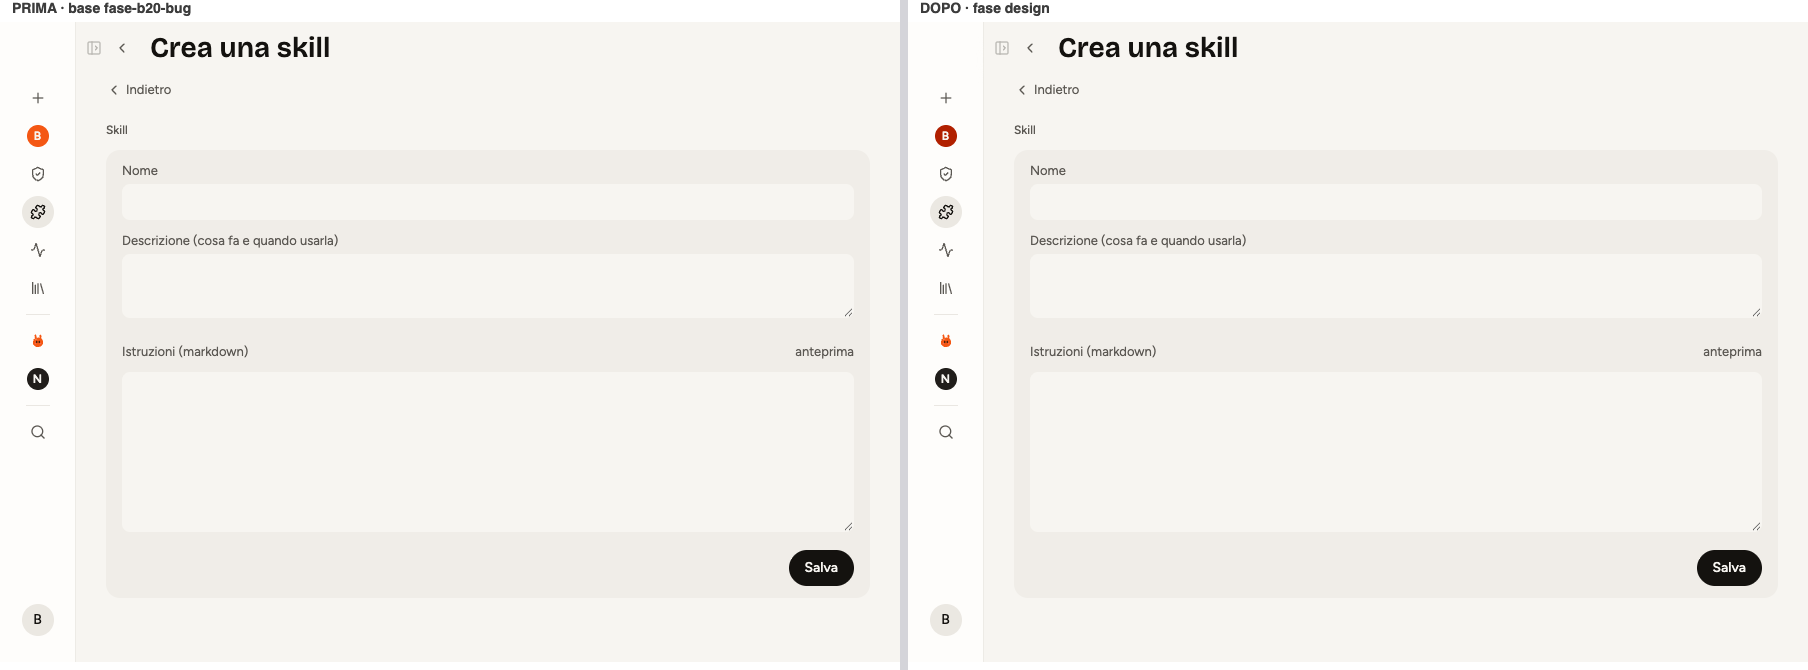 PRIMA · base fase-b20-bug
Crea una skill
Indietro
B
Skill
Nome
Descrizione (cosa fa e quando usarla)
Istruzioni (markdown)
anteprima
N
Salva
B
DOPO · fase design
Crea una skill
Indietro
B
Skill
Nome
Descrizione (cosa fa e quando usarla)
Istruzioni (markdown)
anteprima
N
Salva
B